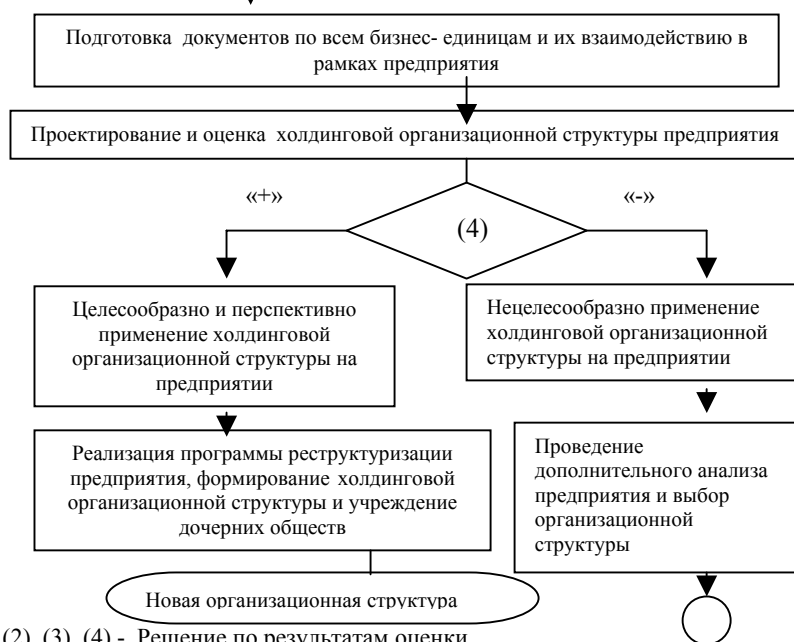 Подготовка документов по всем бизнес- единицам и их взаимодействию в
рамках предприятия
Проектирование и оценка холдинговой организационной структуры предприятия
«+»
«-»
(4)
Целесообразно и перспективно
применение холдинговой
организационной структуры на
предприятии
Нецелесообразно применение
холдинговой организационной
структуры на предприятии
Реализация программы реструктуризации
предприятия, формирование холдинговой
организационной структуры и учреждение
дочерних обществ
Проведение
дополнительного анализа
предприятия и выбор
организационной
структуры
Новая организационная структура
(2), (3), (4) - Решение по результатам оценки